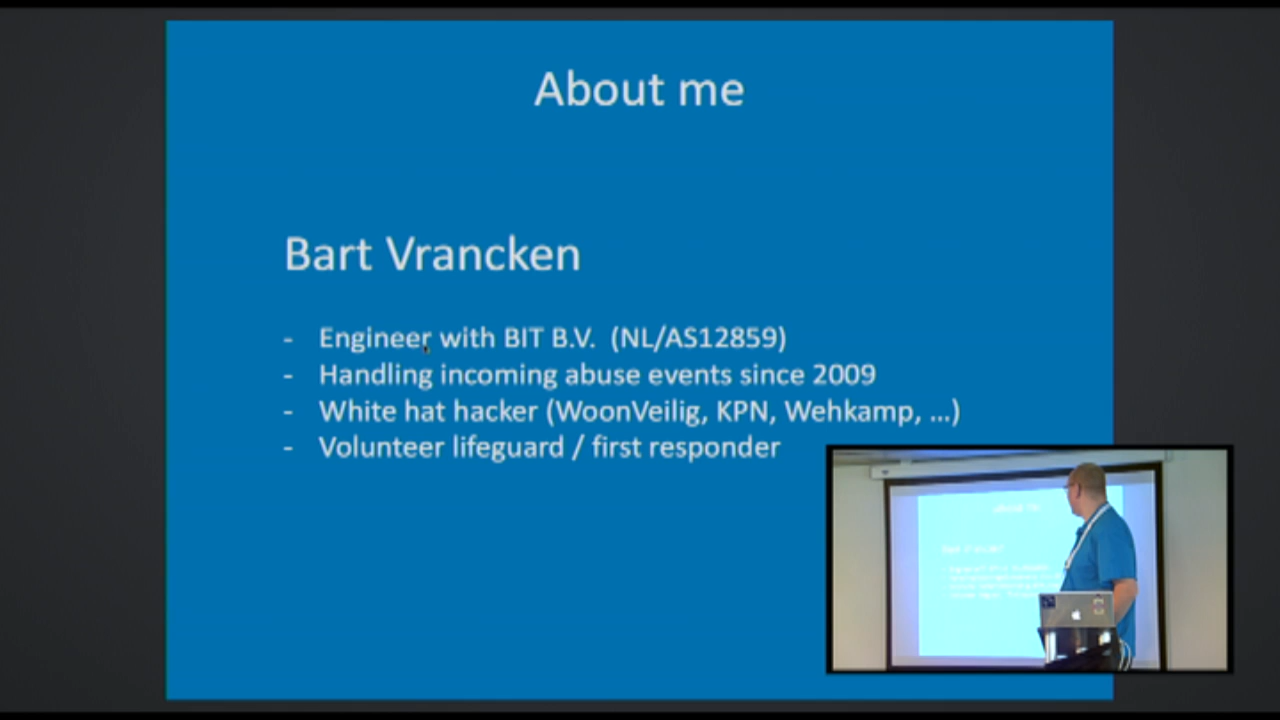 About me
Bart Vrancken
- Engineer with BIT B.V. (NL/AS12859)
- Handling incoming abuse events since 2009
- White hat hacker (WoonVeilig, KPN, Wehkamp, ...)
- Volunteer lifeguard / first responder